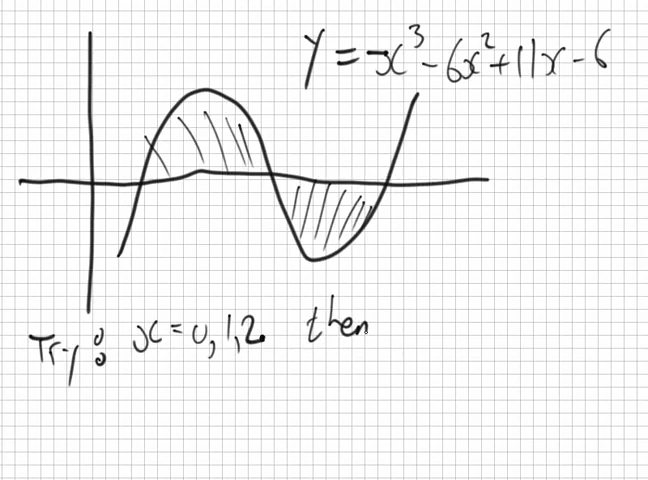 y = x³ - 6x² + 11x - 6
Try: x = 0, 1, 2 then